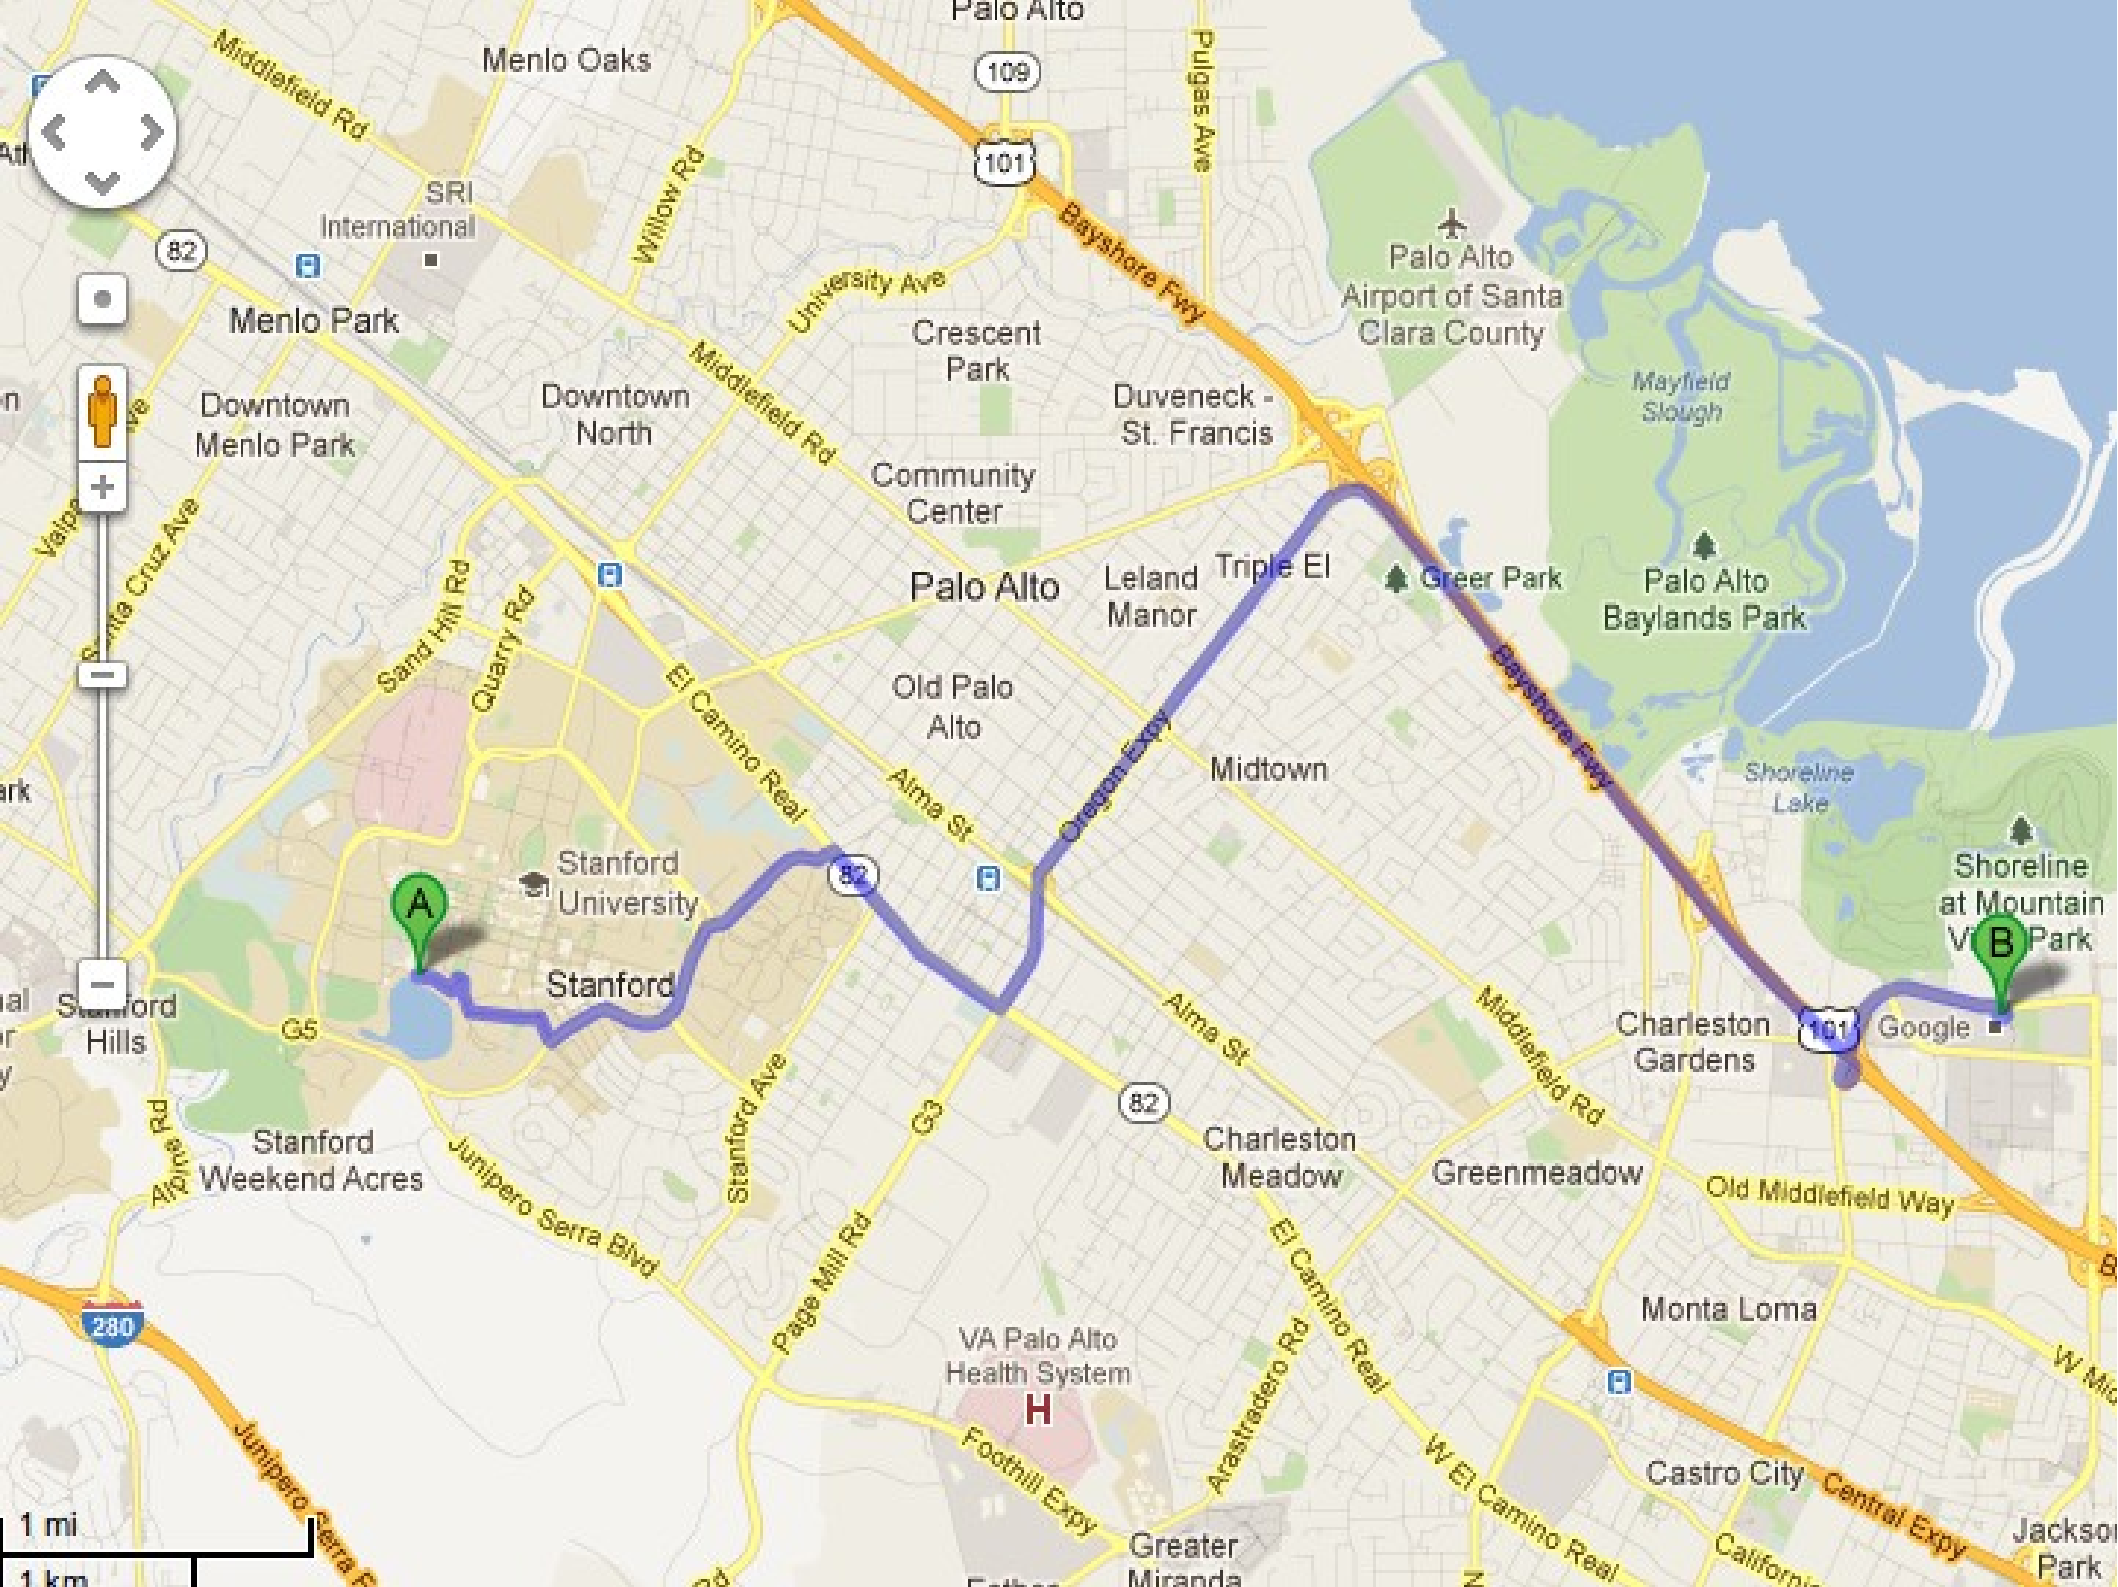 Palo Alto
Menlo Oaks
109
Middlefield Rd
Pulgas Ave
101
SRI
International
Willow Rd
82
Bayshore Fwy
Palo Alto
Airport of Santa
Clara County
University Ave
Menlo Park
Crescent
Park
Mayfield
Slough
Downtown
Menlo Park
Downtown
North
Middlefield Rd
Duveneck -
St. Francis
Community
Center
Santa Cruz Ave
Sand Hill Rd
Quarry Rd
Palo Alto
Leland
Manor
Triple El
Greer Park
Palo Alto
Baylands Park
Old Palo
Alto
El Camino Real
Bayshore Fwy
Oregon Expy
Midtown
Alma St
Shoreline
Lake
Stanford
University
82
Shoreline
at Mountain
View Park
A
B
Stanford
Stanford
Hills
G5
Alma St
Middlefield Rd
Charleston
Gardens
101
Google
Alpine Rd
Stanford
Weekend Acres
Stanford Ave
G3
82
Charleston
Meadow
Greenmeadow
Old Middlefield Way
Junipero Serra Blvd
Page Mill Rd
El Camino Real
280
Monta Loma
VA Palo Alto
Health System
H
Arastradero Rd
W Mid
Junipero Serra F
Foothill Expy
W El Camino Real
Castro City
Central Expy
California
Jackson
Park
1 mi
1 km
Greater
Miranda
Rd